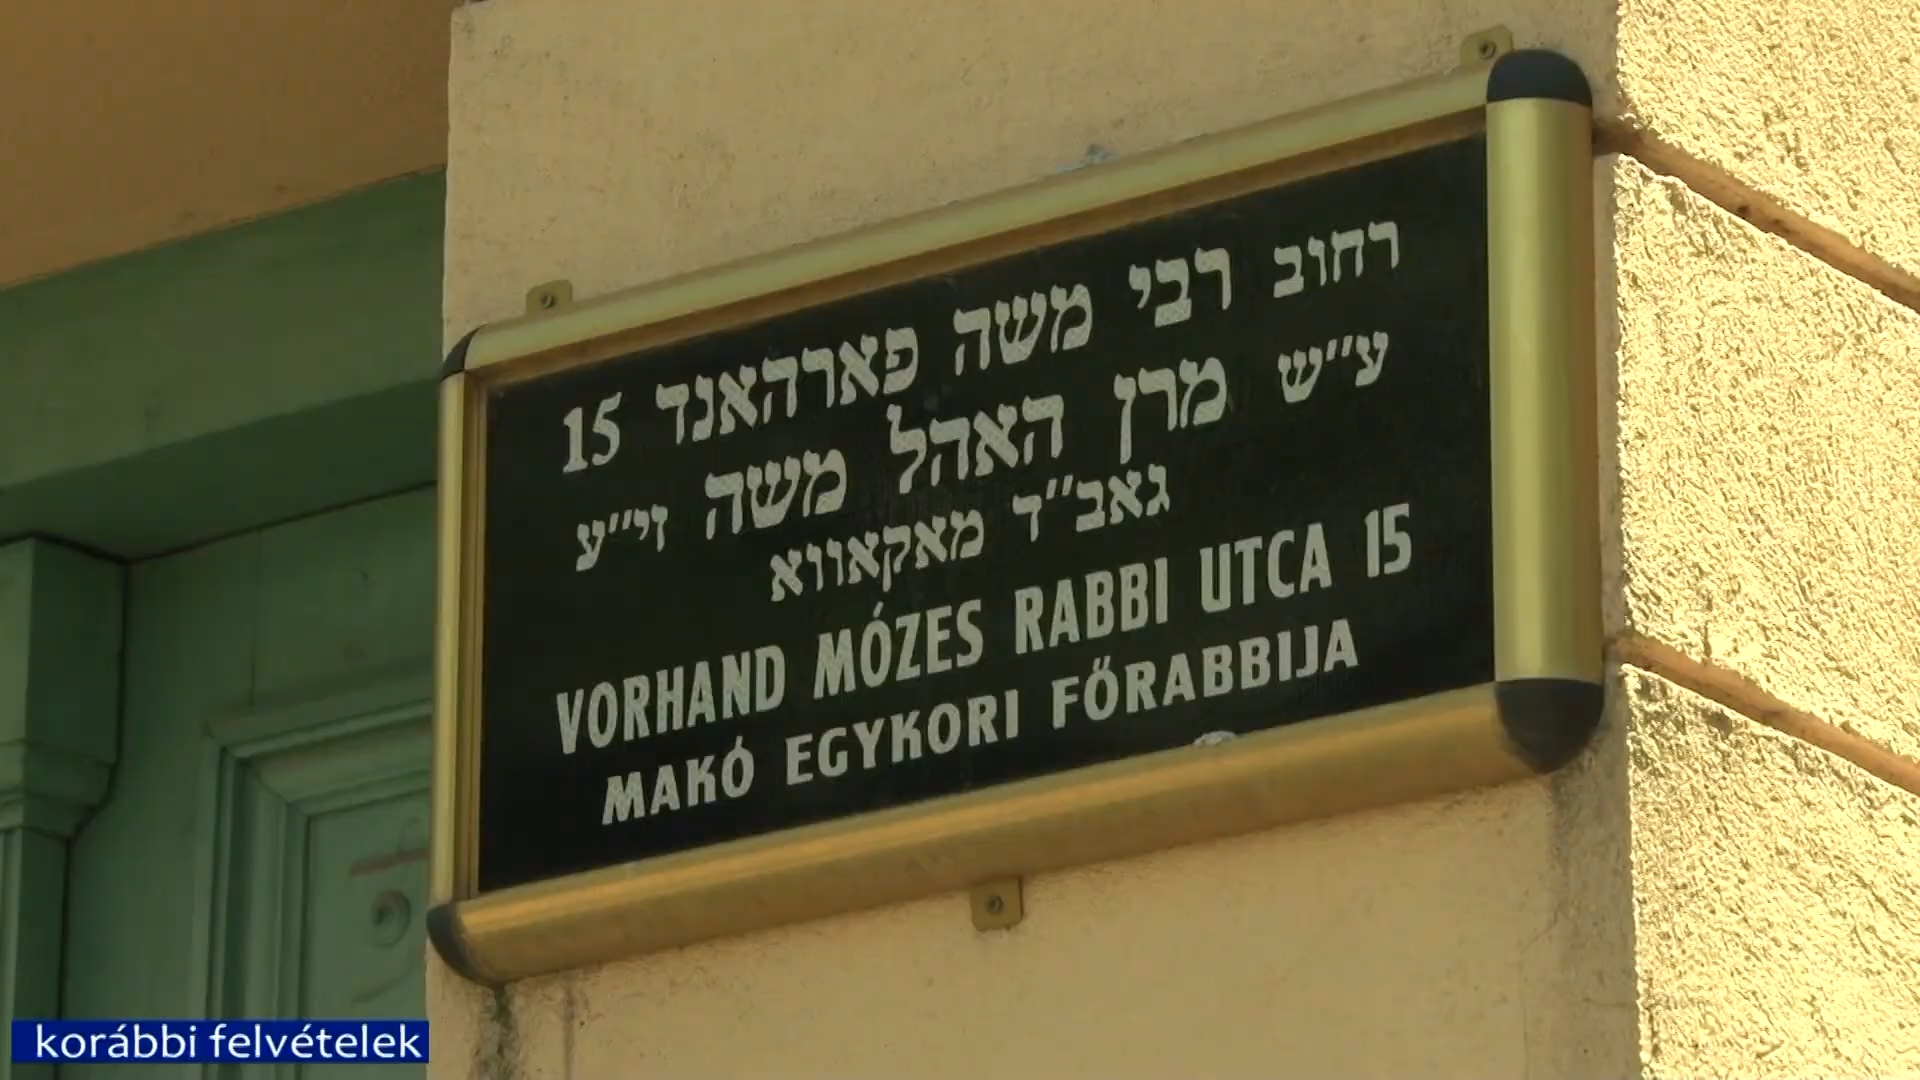 רחוב רבי משה פארהאנד 15
ע״ש מרן האהל משה זי״ע
גאב״ד מאקאווא
VORHAND MÓZES RABBI UTCA 15
MAKÓ EGYKORI FŐRABBIJA
korábbi felvételek